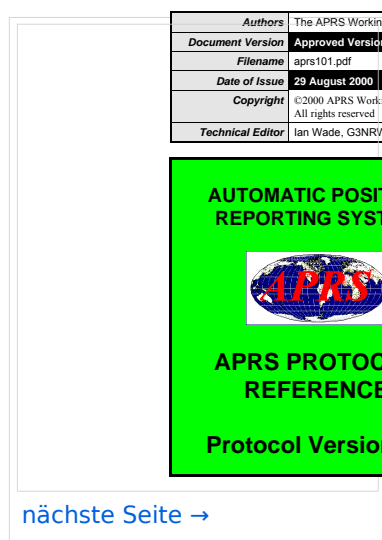 Authors The APRS Workin
Document Version Approved Version
Filename aprs101.pdf
Date of Issue 29 August 2000
Copyright ©2000 APRS Work
All rights reserved
Technical Editor Ian Wade, G3NRW
AUTOMATIC POSIT
REPORTING SYST
APRS
APRS PROTOC
REFERENCE
Protocol Version
nächste Seite →